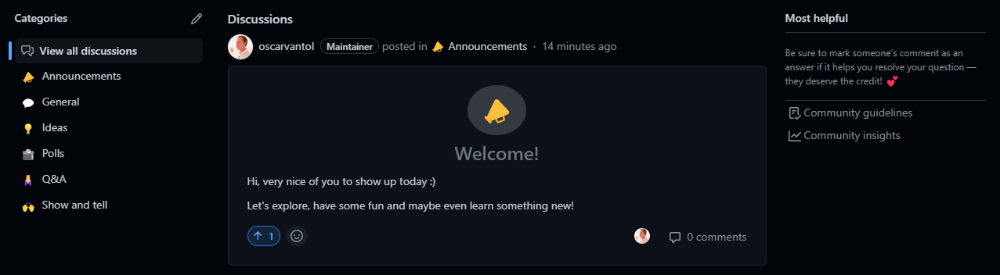 Categories
View all discussions
Announcements
General
Ideas
Polls
Q&A
Show and tell
Discussions
oscarvantol Maintainer posted in Announcements · 14 minutes ago
Welcome!
Hi, very nice of you to show up today :)
Let's explore, have some fun and maybe even learn something new!
1
0 comments
Most helpful
Be sure to mark someone’s comment as an
answer if it helps you resolve your question —
they deserve the credit! 💕
Community guidelines
Community insights